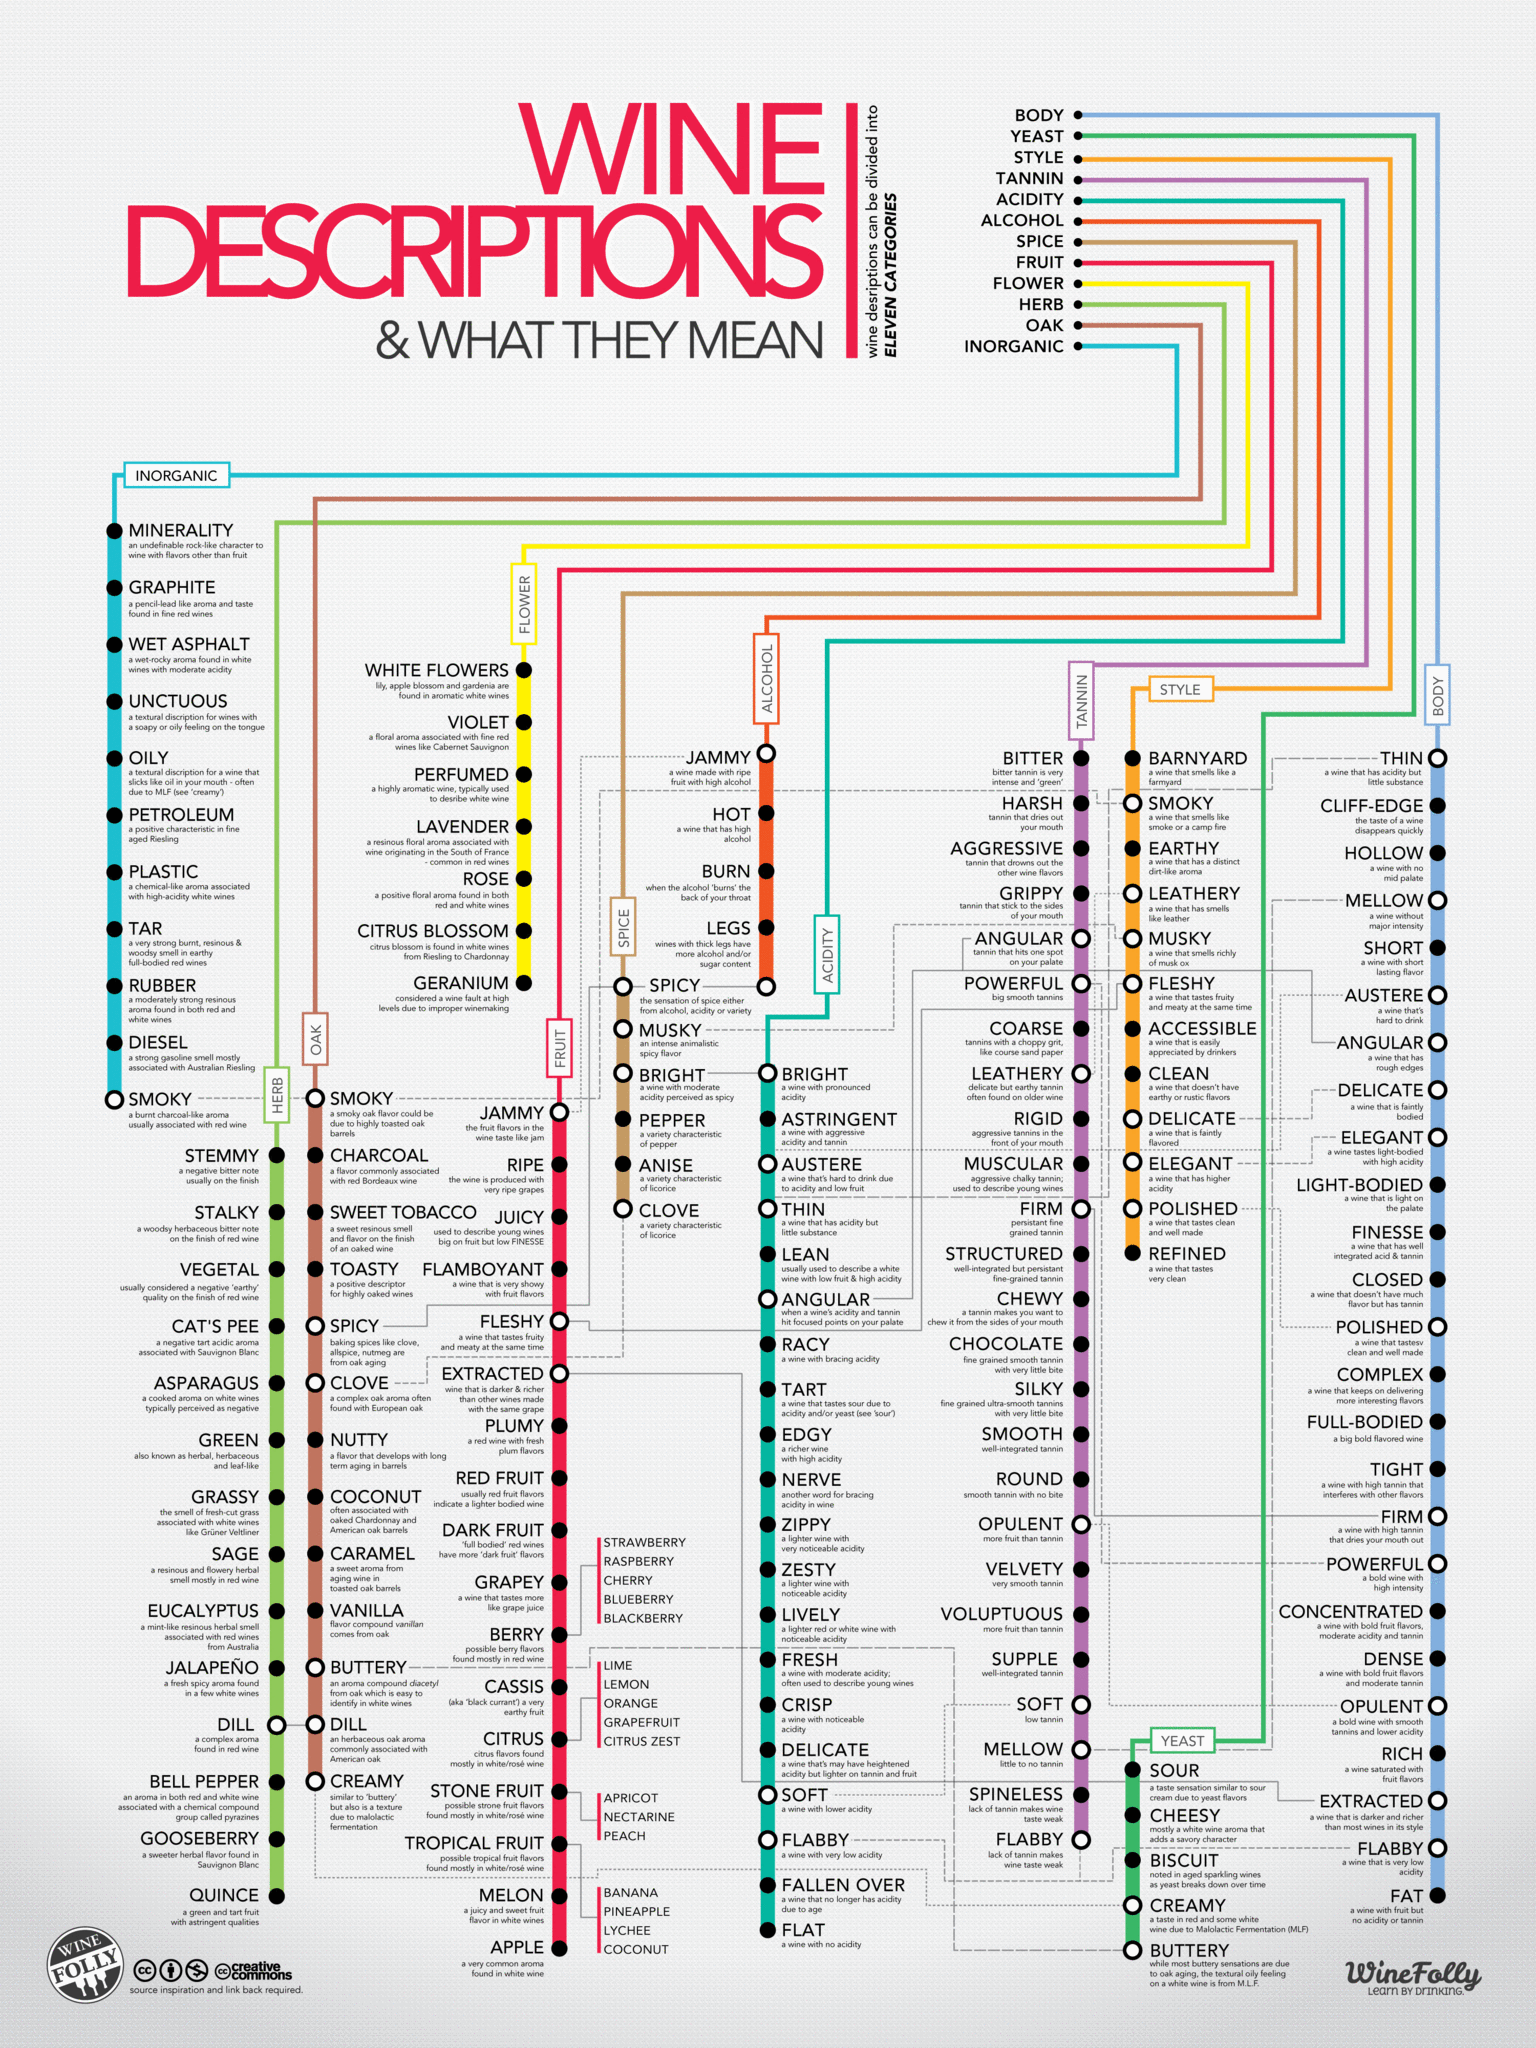 WINE
DESCRIPTIONS
& WHAT THEY MEAN
wine desriptions can be divided into
ELEVEN CATEGORIES
BODY
YEAST
STYLE
TANNIN
ACIDITY
ALCOHOL
SPICE
FRUIT
FLOWER
HERB
OAK
INORGANIC
INORGANIC
MINERALITY
an undefinable rock-like character to
wine with flavors other than fruit
GRAPHITE
a pencil-lead like aroma and taste
found in fine red wines
WET ASPHALT
a wet-rocky aroma found in white
wines with moderate acidity
UNCTUOUS
a textural discription for wines with
a soapy or oily feeling on the tongue
OILY
a textural discription for a wine that
slicks like oil in your mouth - often
due to MLF (see 'creamy')
PETROLEUM
a positive characteristic in fine
aged Riesling
PLASTIC
a chemical-like aroma associated
with high-acidity white wines
TAR
a very strong burnt, resinous &
woodsy smell in earthy
full-bodied red wines
RUBBER
a moderately strong resinous
aroma found in both red and
white wines
DIESEL
a strong gasoline smell mostly
associated with Australian Riesling
SMOKY
a burnt charcoal-like aroma
usually associated with red wine
HERB
STEMMY
a negative bitter note
usually on the finish
STALKY
a woodsy herbaceous bitter note
on the finish of red wine
VEGETAL
usually considered a negative 'earthy'
quality on the finish of red wine
CAT'S PEE
a negative tart acidic aroma
associated with Sauvignon Blanc
ASPARAGUS
a cooked aroma on white wines
typically perceived as negative
GREEN
also known as herbal, herbaceous
and leaf-like
GRASSY
the smell of fresh-cut grass
associated with white wines
like Grüner Veltliner
SAGE
a resinous and flowery herbal
smell mostly in red wine
EUCALYPTUS
a mint-like resinous herbal smell
associated with red wines
from Australia
JALAPEÑO
a fresh spicy aroma found
in a few white wines
DILL
a complex aroma
found in red wine
BELL PEPPER
an aroma in both red and white wine
associated with a chemical compound
group called pyrazines
GOOSEBERRY
a sweeter herbal flavor found in
Sauvignon Blanc
QUINCE
a green and tart fruit
with astringent qualities
OAK
SMOKY
a smoky oak flavor could be
due to highly toasted oak
barrels
CHARCOAL
a flavor commonly associated
with red Bordeaux wine
SWEET TOBACCO
a sweet resinous smell
and flavor on the finish
of an oaked wine
TOASTY
a positive descriptor
for highly oaked wines
SPICY
baking spices like clove,
allspice, nutmeg are
from oak aging
CLOVE
a complex oak aroma often
found with European oak
NUTTY
a flavor that develops with long
term aging in barrels
COCONUT
often associated with
oaked Chardonnay and
American oak barrels
CARAMEL
a sweet aroma from
aging wine in
toasted oak barrels
VANILLA
flavor compound vanillan
comes from oak
BUTTERY
an aroma compound diacetyl
from oak which is easy to
identify in white wines
DILL
an herbaceous oak aroma
commonly associated with
American oak
CREAMY
similar to 'buttery'
but also is a texture
due to malolactic
fermentation
FLOWER
WHITE FLOWERS
lily, apple blossom and gardenia are
found in aromatic white wines
VIOLET
a floral aroma associated with fine red
wines like Cabernet Sauvignon
PERFUMED
a highly aromatic wine, typically used
to desribe white wine
LAVENDER
a resinous floral aroma associated with
wine originating in the South of France
- common in red wines
ROSE
a positive floral aroma found in both
red and white wines
CITRUS BLOSSOM
citrus blossom is found in white wines
from Riesling to Chardonnay
GERANIUM
considered a wine fault at high
levels due to improper winemaking
FRUIT
JAMMY
the fruit flavors in the
wine taste like jam
RIPE
the wine is produced with
very ripe grapes
JUICY
used to describe young wines
big on fruit but low FINESSE
FLAMBOYANT
a wine that is very showy
with fruit flavors
FLESHY
a wine that tastes fruity
and meaty at the same time
EXTRACTED
wine that is darker & richer
than other wines made
with the same grape
PLUMY
a red wine with fresh
plum flavors
RED FRUIT
usually red fruit flavors
indicate a lighter bodied wine
DARK FRUIT
'full bodied' red wines
have more 'dark fruit' flavors
GRAPEY
a wine that tastes more
like grape juice
BERRY
possible berry flavors
found mostly in red wine
STRAWBERRY
RASPBERRY
CHERRY
BLUEBERRY
BLACKBERRY
CASSIS
(aka 'black currant') a very
earthy fruit
CITRUS
citrus flavors found
mostly in white/rosé wine
LIME
LEMON
ORANGE
GRAPEFRUIT
CITRUS ZEST
STONE FRUIT
possible stone fruit flavors
found mostly in white/rosé wine
APRICOT
NECTARINE
PEACH
TROPICAL FRUIT
possible tropical fruit flavors
found mostly in white/rosé wine
BANANA
PINEAPPLE
LYCHEE
COCONUT
MELON
a juicy and sweet fruit
flavor in white wines
APPLE
a very common aroma
found in white wine
SPICE
SPICY
the sensation of spice either
from alcohol, acidity or variety
MUSKY
an intense animalistic
spicy flavor
BRIGHT
a wine with moderate
acidity perceived as spicy
PEPPER
a variety characteristic
of pepper
ANISE
a variety characteristic
of licorice
CLOVE
a variety characteristic
of licorice
ALCOHOL
JAMMY
a wine made with ripe
fruit with high alcohol
HOT
a wine that has high
alcohol
BURN
when the alcohol 'burns' the
back of your throat
LEGS
wines with thick legs have
more alcohol and/or
sugar content
ACIDITY
BRIGHT
a wine with pronounced
acidity
ASTRINGENT
a wine with aggressive
acidity and tannin
AUSTERE
a wine that's hard to drink due
to acidity and low fruit
THIN
a wine that has acidity but
little substance
LEAN
usually used to describe a white
wine with low fruit & high acidity
ANGULAR
when a wine's acidity and tannin
hit focused points on your palate
RACY
a wine with bracing acidity
TART
a wine that tastes sour due to
acidity and/or yeast (see 'sour')
EDGY
a richer wine
with high acidity
NERVE
another word for bracing
acidity in wine
ZIPPY
a lighter wine with
very noticeable acidity
ZESTY
a lighter wine with
noticeable acidity
LIVELY
a lighter red or white wine with
noticeable acidity
FRESH
a wine with moderate acidity;
often used to describe young wines
CRISP
a wine with noticeable
acidity
DELICATE
a wine that's may have heightened
acidity but lighter on tannin and fruit
SOFT
a wine with lower acidity
FLABBY
a wine with very low acidity
FALLEN OVER
a wine that no longer has acidity
due to age
FLAT
a wine with no acidity
TANNIN
BITTER
bitter tannin is very
intense and 'green'
HARSH
tannin that dries out
your mouth
AGGRESSIVE
tannin that drowns out the
other wine flavors
GRIPPY
tannin that stick to the sides
of your mouth
ANGULAR
tannin that hits one spot
on your palate
POWERFUL
big smooth tannins
COARSE
tannins with a choppy grit,
like course sand paper
LEATHERY
delicate but earthy tannin
often found on older wine
RIGID
aggressive tannins in the
front of your mouth
MUSCULAR
aggressive chalky tannin;
used to describe young wines
FIRM
persistant fine
grained tannin
STRUCTURED
well-integrated but persistant
fine-grained tannin
CHEWY
a tannin makes you want to
chew it from the sides of your mouth
CHOCOLATE
fine grained smooth tannin
with very little bite
SILKY
fine grained ultra-smooth tannins
with very little bite
SMOOTH
well-integrated tannin
ROUND
smooth tannin with no bite
OPULENT
more fruit than tannin
VELVETY
very smooth tannin
VOLUPTUOUS
more fruit than tannin
SUPPLE
well-integrated tannin
SOFT
low tannin
MELLOW
little to no tannin
SPINELESS
lack of tannin makes wine
taste weak
FLABBY
lack of tannin makes
wine taste weak
STYLE
BARNYARD
a wine that smells like a
farmyard
SMOKY
a wine that smells like
smoke or a camp fire
EARTHY
a wine that has a distinct
dirt-like aroma
LEATHERY
a wine that has smells
like leather
MUSKY
a wine that smells richly
of musk ox
FLESHY
a wine that tastes fruity
and meaty at the same time
ACCESSIBLE
a wine that is easily
appreciated by drinkers
CLEAN
a wine that doesn't have
earthy or rustic flavors
DELICATE
a wine that is faintly
flavored
ELEGANT
a wine that has higher
acidity
POLISHED
a wine that tastes clean
and well made
REFINED
a wine that tastes
very clean
YEAST
SOUR
a taste sensation similar to sour
cream due to yeast flavors
CHEESY
mostly a white wine aroma that
adds a savory character
BISCUIT
noted in aged sparkling wines
as yeast breaks down over time
CREAMY
a taste in red and some white
wine due to Malolactic Fermentation (MLF)
BUTTERY
while most buttery sensations are due
to oak aging, the textural oily feeling
on a white wine is from M.L.F.
BODY
THIN
a wine that has acidity but
little substance
CLIFF-EDGE
the taste of a wine
disappears quickly
HOLLOW
a wine with no
mid palate
MELLOW
a wine without
major intensity
SHORT
a wine with short
lasting flavor
AUSTERE
a wine that's
hard to drink
ANGULAR
a wine that has
rough edges
DELICATE
a wine that is faintly
bodied
ELEGANT
a wine tastes light-bodied
with high acidity
LIGHT-BODIED
a wine that is light on
the palate
FINESSE
a wine that has well
integrated acid & tannin
CLOSED
a wine that doesn't have much
flavor but has tannin
POLISHED
a wine that tastesv
clean and well made
COMPLEX
a wine that keeps on delivering
more interesting flavors
FULL-BODIED
a big bold flavored wine
TIGHT
a wine with high tannin that
interferes with other flavors
FIRM
a wine with high tannin
that dries your mouth out
POWERFUL
a bold wine with
high intensity
CONCENTRATED
a wine with bold fruit flavors,
moderate acidity and tannin
DENSE
a wine with bold fruit flavors
and moderate tannin
OPULENT
a bold wine with smooth
tannins and lower acidity
RICH
a wine saturated with
fruit flavors
EXTRACTED
a wine that is darker and richer
than most wines in its style
FLABBY
a wine that is very low
acidity
FAT
a wine with fruit but
no acidity or tannin
WINE
FOLLY
cc
cc creative
commons
source inspiration and link back required.
WineFolly
Learn by Drinking.